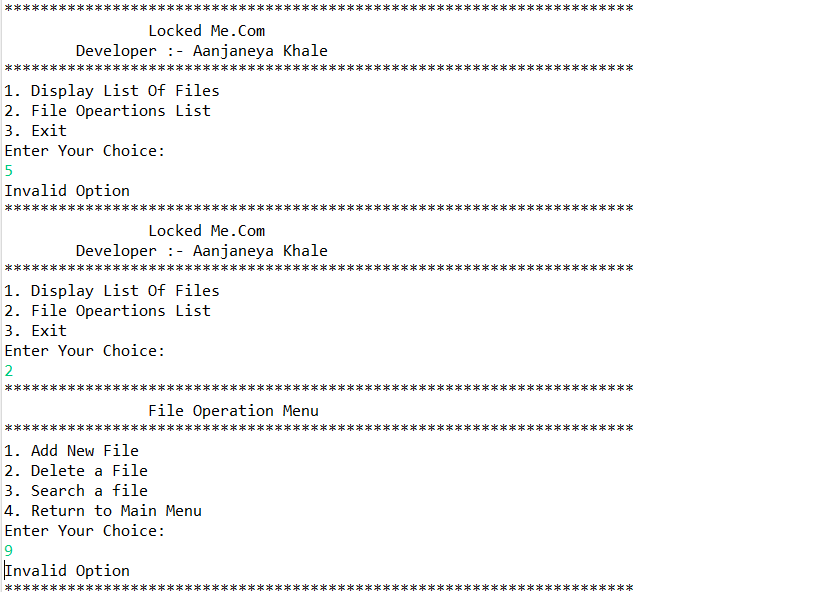 **********************************************************************
Locked Me.Com
Developer :- Aanjaneya Khale
**********************************************************************
1. Display List Of Files
2. File Opeartions List
3. Exit
Enter Your Choice:
5
Invalid Option
**********************************************************************
Locked Me.Com
Developer :- Aanjaneya Khale
**********************************************************************
1. Display List Of Files
2. File Opeartions List
3. Exit
Enter Your Choice:
2
**********************************************************************
File Operation Menu
**********************************************************************
1. Add New File
2. Delete a File
3. Search a file
4. Return to Main Menu
Enter Your Choice:
9
Invalid Option
**********************************************************************